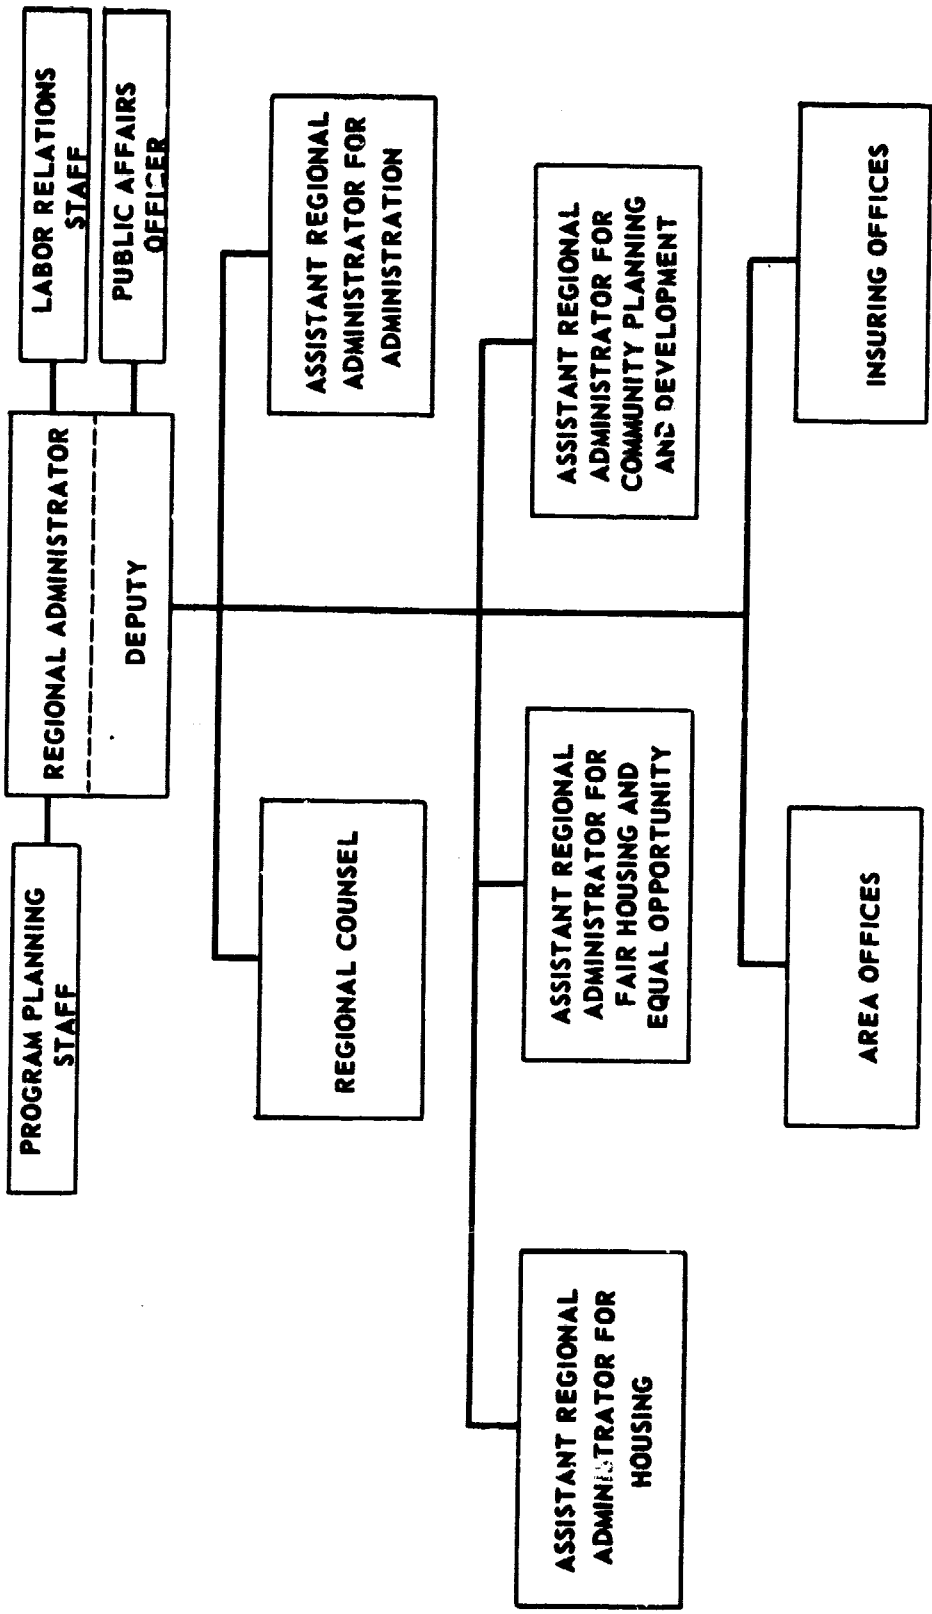 PROGRAM PLANNING
STAFF
REGIONAL ADMINISTRATOR
DEPUTY
LABOR RELATIONS
STAFF
PUBLIC AFFAIRS
OFFICER
REGIONAL COUNSEL
ASSISTANT REGIONAL
ADMINISTRATOR FOR
ADMINISTRATION
ASSISTANT REGIONAL
ADMINISTRATOR FOR
HOUSING
ASSISTANT REGIONAL
ADMINISTRATOR FOR
FAIR HOUSING AND
EQUAL OPPORTUNITY
ASSISTANT REGIONAL
ADMINISTRATOR FOR
COMMUNITY PLANNING
AND DEVELOPMENT
AREA OFFICES
INSURING OFFICES